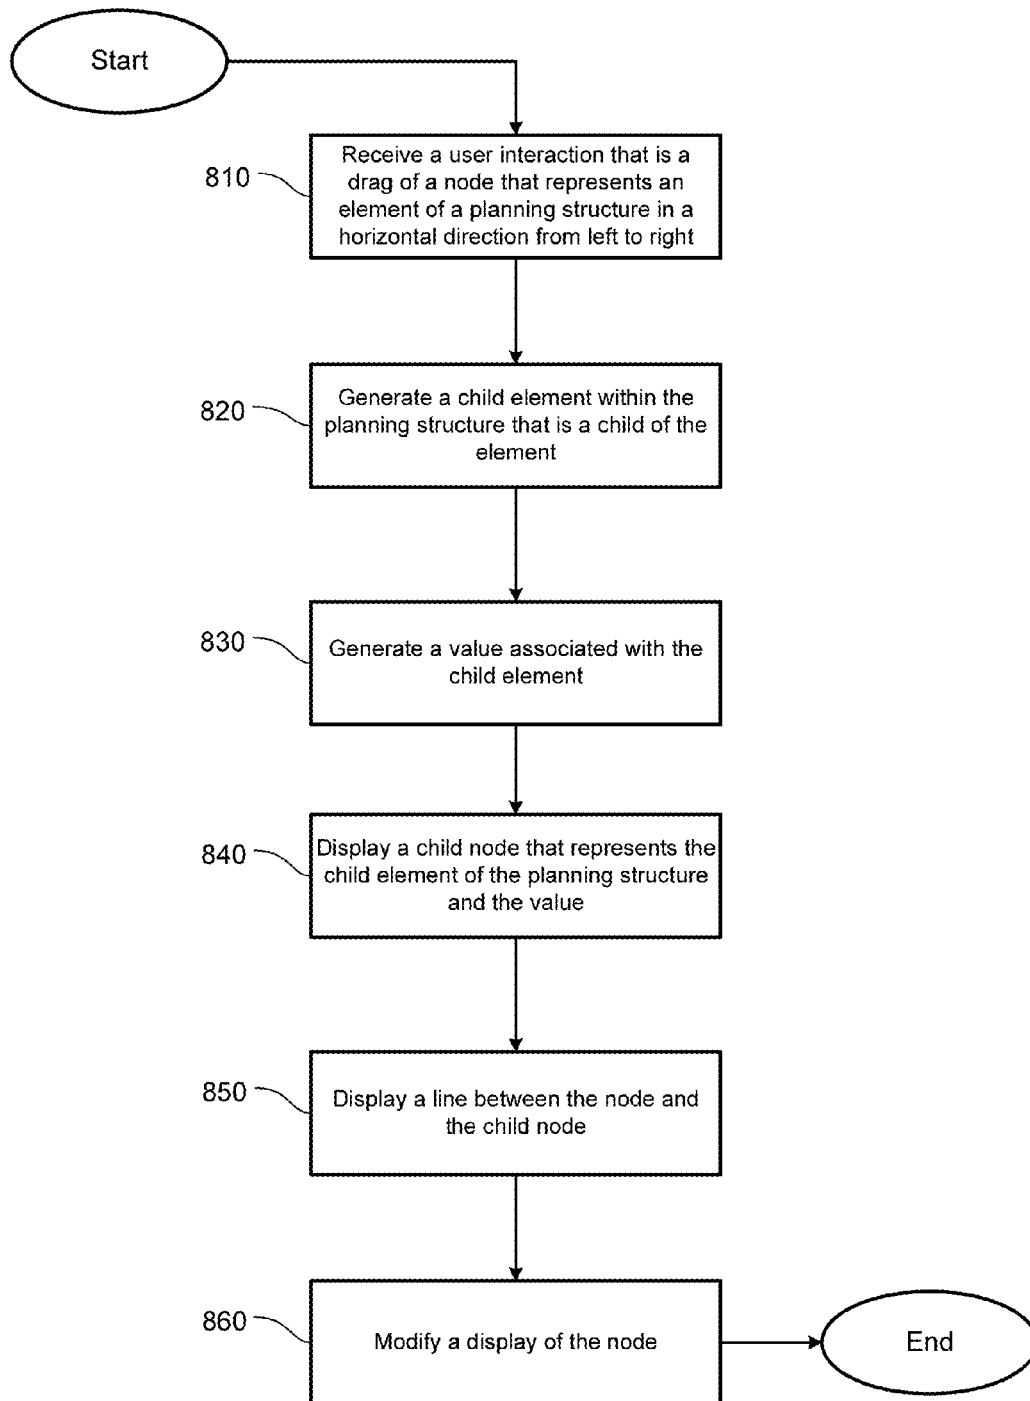 Start
810
Receive a user interaction that is a
drag of a node that represents an
element of a planning structure in a
horizontal direction from left to right
820
Generate a child element within the
planning structure that is a child of the
element
830
Generate a value associated with the
child element
840
Display a child node that represents the
child element of the planning structure
and the value
850
Display a line between the node and
the child node
860
Modify a display of the node
End